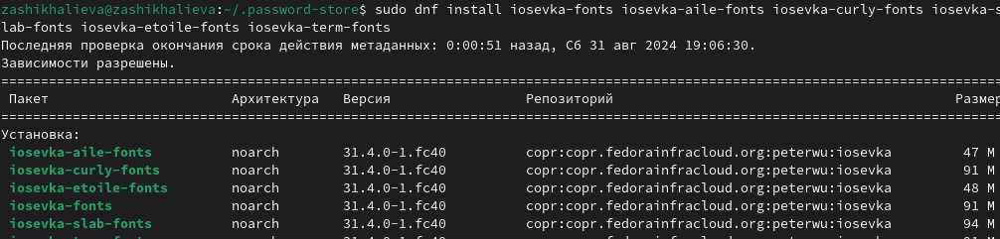 zashikhalieva@zashikhalieva:~/.password-store$ sudo dnf install iosevka-fonts iosevka-aile-fonts iosevka-curly-fonts iosevka-s
lab-fonts iosevka-etoile-fonts iosevka-term-fonts
Последняя проверка окончания срока действия метаданных: 0:00:51 назад, Сб 31 авг 2024 19:06:30.
Зависимости разрешены.
Пакет Архитектура Версия Репозиторий Размер
Установка:
iosevka-aile-fonts noarch 31.4.0-1.fc40 copr:copr.fedorainfracloud.org:peterwu:iosevka 47 M
iosevka-curly-fonts noarch 31.4.0-1.fc40 copr:copr.fedorainfracloud.org:peterwu:iosevka 91 M
iosevka-etoile-fonts noarch 31.4.0-1.fc40 copr:copr.fedorainfracloud.org:peterwu:iosevka 48 M
iosevka-fonts noarch 31.4.0-1.fc40 copr:copr.fedorainfracloud.org:peterwu:iosevka 91 M
iosevka-slab-fonts noarch 31.4.0-1.fc40 copr:copr.fedorainfracloud.org:peterwu:iosevka 94 M